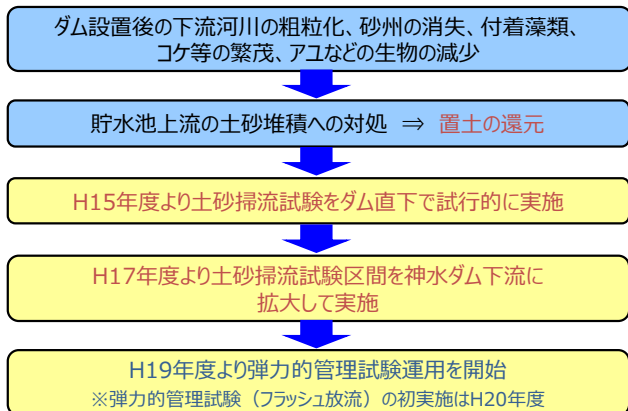 ダム設置後の下流河川の粗粒化、砂州の消失、付着藻類、
コケ等の繁茂、アユなどの生物の減少
貯水池上流の土砂堆積への対処 ⇒ 置土の還元
H15年度より土砂掃流試験をダム直下で試行的に実施
H17年度より土砂掃流試験区間を神水ダム下流に
拡大して実施
H19年度より弾力的管理試験運用を開始
※弾力的管理試験（フラッシュ放流）の初実施はH20年度